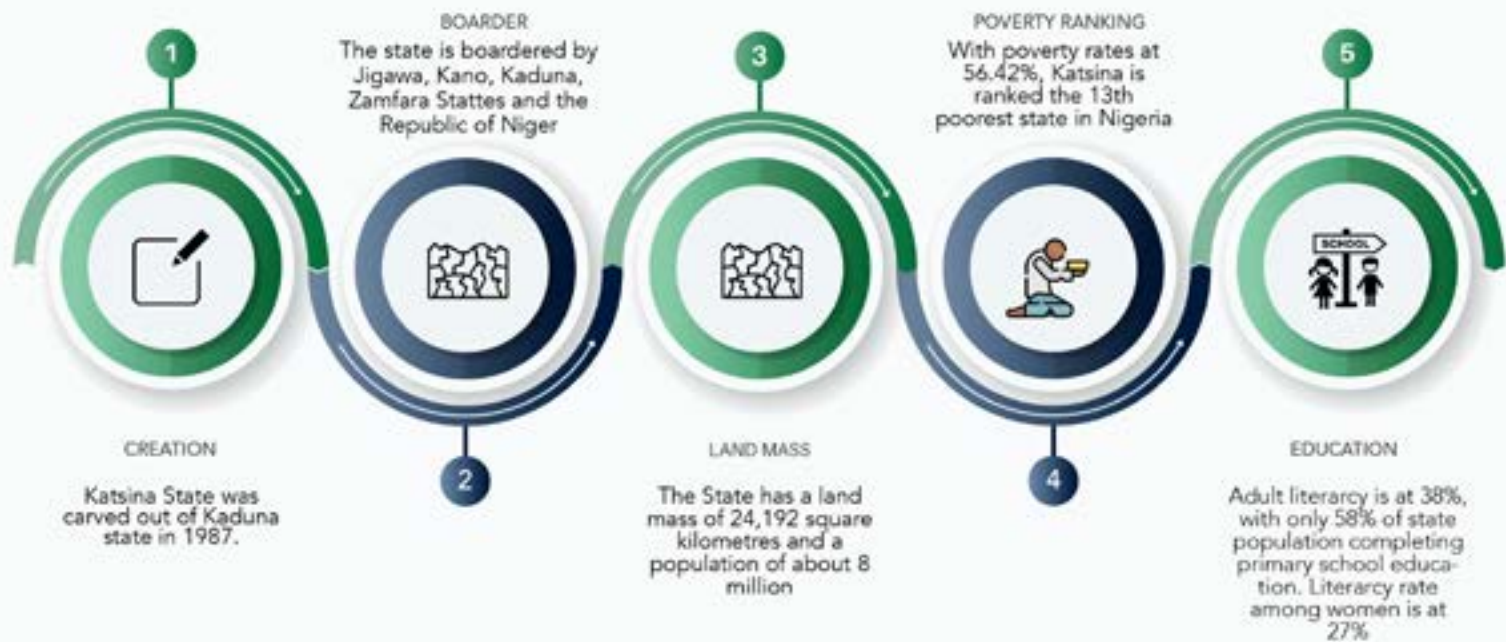 1
CREATION
Katsina State was
carved out of Kaduna
state in 1987.
BOARDER
The state is boardered by
Jigawa, Kano, Kaduna,
Zamfara Stattes and the
Republic of Niger
2
3
LAND MASS
The State has a land
mass of 24,192 square
kilometres and a
population of about 8
million
POVERTY RANKING
With poverty rates at
56.42%, Katsina is
ranked the 13th
poorest state in Nigeria
4
5
SCHOOL
EDUCATION
Adult literarcy is at 38%,
with only 58% of state
population completing
primary school educa-
tion. Literarcy rate
among women is at
27%